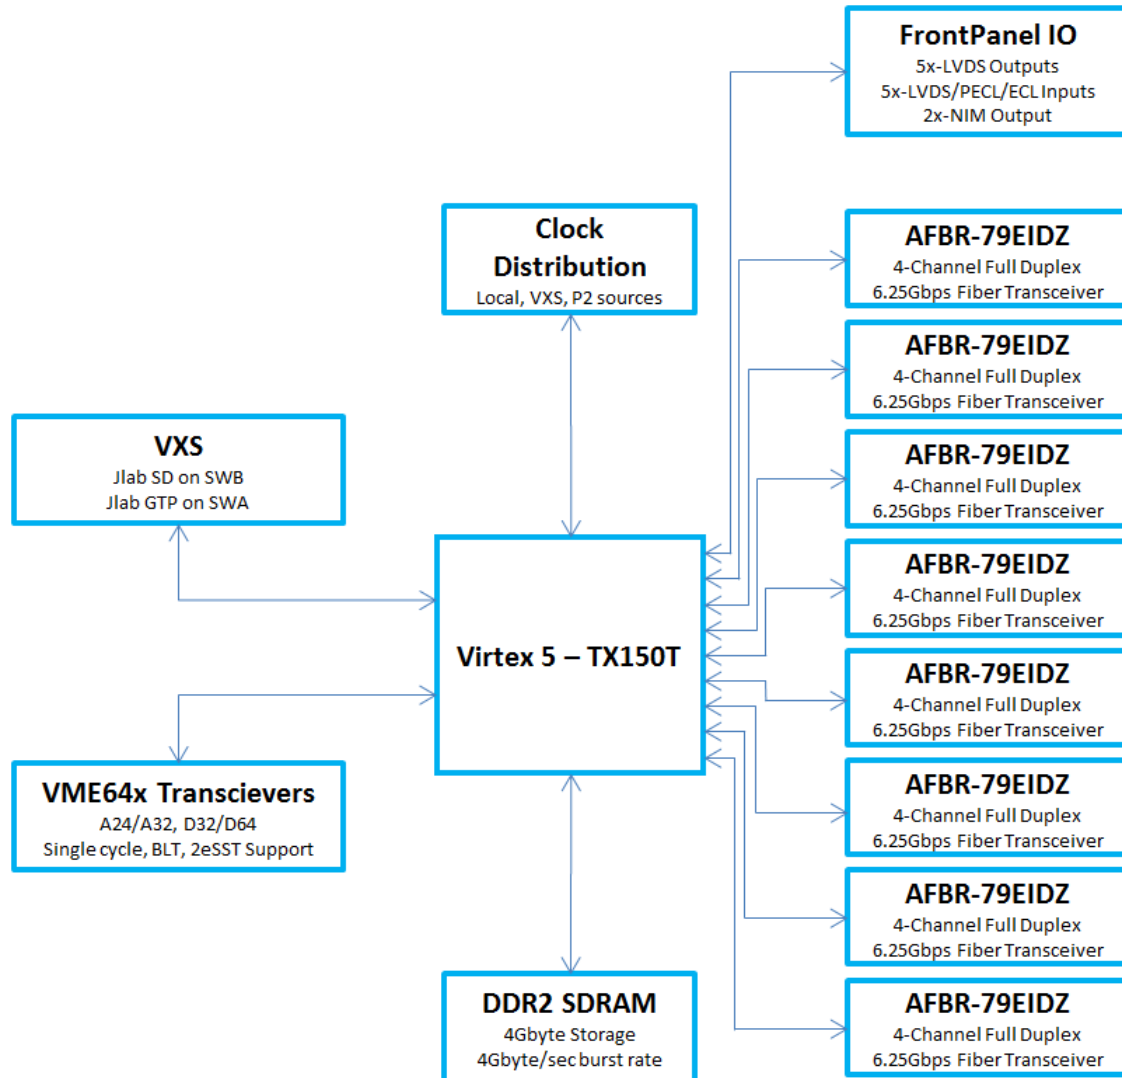 FrontPanel IO
5x-LVDS Outputs
5x-LVDS/PECL/ECL Inputs
2x-NIM Output
Clock
Distribution
Local, VXS, P2 sources
AFBR-79EIDZ
4-Channel Full Duplex
6.25Gbps Fiber Transceiver
AFBR-79EIDZ
4-Channel Full Duplex
6.25Gbps Fiber Transceiver
VXS
Jlab SD on SWB
Jlab GTP on SWA
AFBR-79EIDZ
4-Channel Full Duplex
6.25Gbps Fiber Transceiver
AFBR-79EIDZ
4-Channel Full Duplex
6.25Gbps Fiber Transceiver
Virtex 5 – TX150T
AFBR-79EIDZ
4-Channel Full Duplex
6.25Gbps Fiber Transceiver
VME64x Transcievers
A24/A32, D32/D64
Single cycle, BLT, 2eSST Support
AFBR-79EIDZ
4-Channel Full Duplex
6.25Gbps Fiber Transceiver
AFBR-79EIDZ
4-Channel Full Duplex
6.25Gbps Fiber Transceiver
DDR2 SDRAM
4Gbyte Storage
4Gbyte/sec burst rate
AFBR-79EIDZ
4-Channel Full Duplex
6.25Gbps Fiber Transceiver